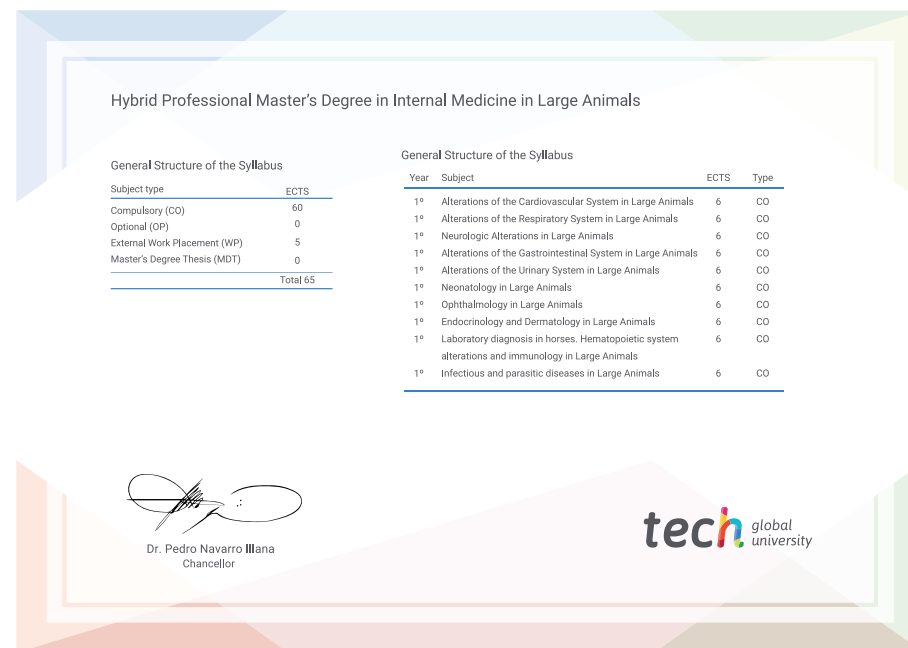 Hybrid Professional Master's Degree in Internal Medicine in Large Animals
General Structure of the Syllabus
Subject type ECTS
Compulsory (CO) 60
Optional (OP) 0
External Work Placement (WP) 5
Master's Degree Thesis (MDT) 0
Total 65
General Structure of the Syllabus
Year Subject ECTS Type
1º Alterations of the Cardiovascular System in Large Animals 6 CO
1º Alterations of the Respiratory System in Large Animals 6 CO
1º Neurologic Alterations in Large Animals 6 CO
1º Alterations of the Gastrointestinal System in Large Animals 6 CO
1º Alterations of the Urinary System in Large Animals 6 CO
1º Neonatology in Large Animals 6 CO
1º Ophthalmology in Large Animals 6 CO
1º Endocrinology and Dermatology in Large Animals 6 CO
1º Laboratory diagnosis in horses. Hematopoietic system 6 CO
alterations and immunology in Large Animals
1º Infectious and parasitic diseases in Large Animals 6 CO
Dr. Pedro Navarro Illana
Chancellor
tech global
university